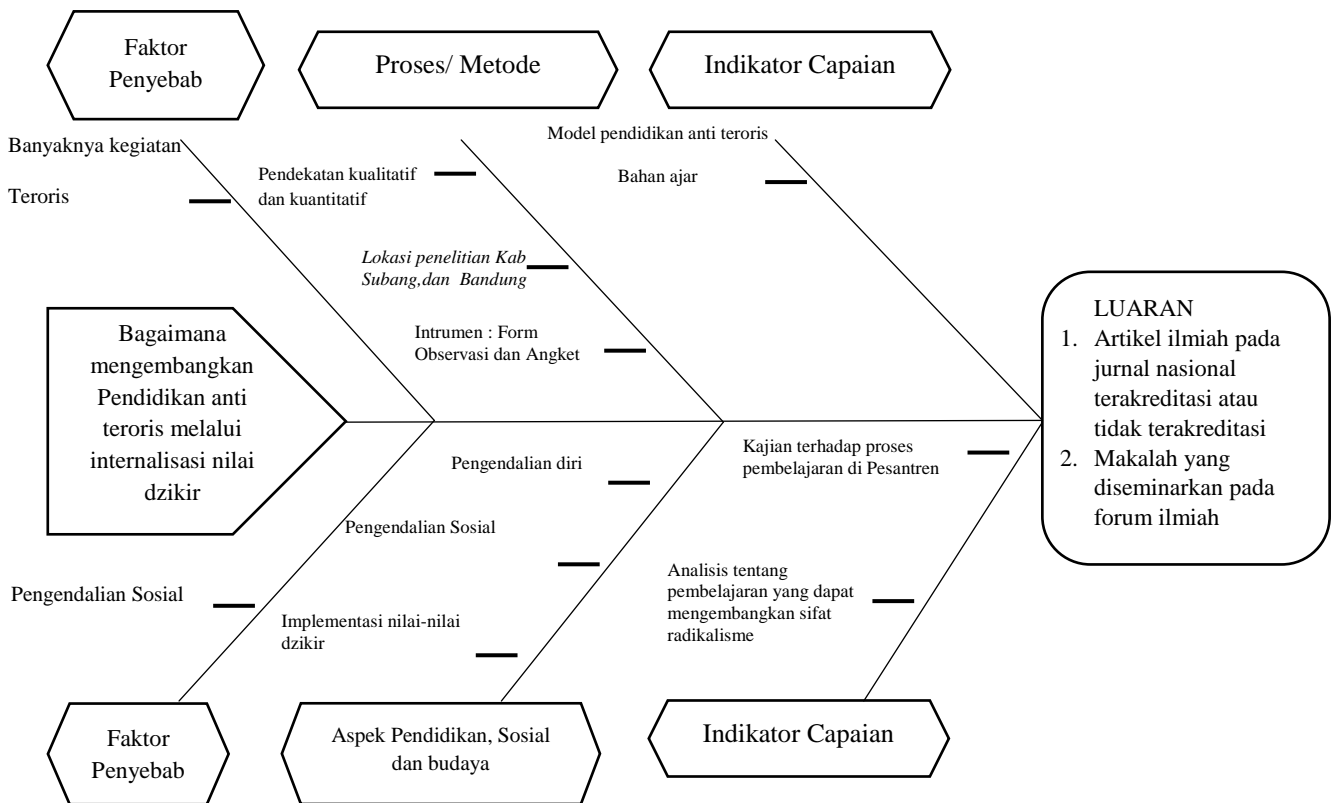 Faktor
Penyebab
Proses/ Metode
Indikator Capaian
Banyaknya kegiatan
Teroris
Pendekatan kualitatif
dan kuantitatif
Lokasi penelitian Kab
Subang,dan Bandung
Intrumen : Form
Observasi dan Angket
Model pendidikan anti teroris
Bahan ajar
Bagaimana
mengembangkan
Pendidikan anti
teroris melalui
internalisasi nilai
dzikir
LUARAN
1. Artikel ilmiah pada
jurnal nasional
terakreditasi atau
tidak terakreditasi
2. Makalah yang
diseminarkan pada
forum ilmiah
Pengendalian Sosial
Pengendalian diri
Pengendalian Sosial
Implementasi nilai-nilai
dzikir
Kajian terhadap proses
pembelajaran di Pesantren
Analisis tentang
pembelajaran yang dapat
mengembangkan sifat
radikalisme
Faktor
Penyebab
Aspek Pendidikan, Sosial
dan budaya
Indikator Capaian